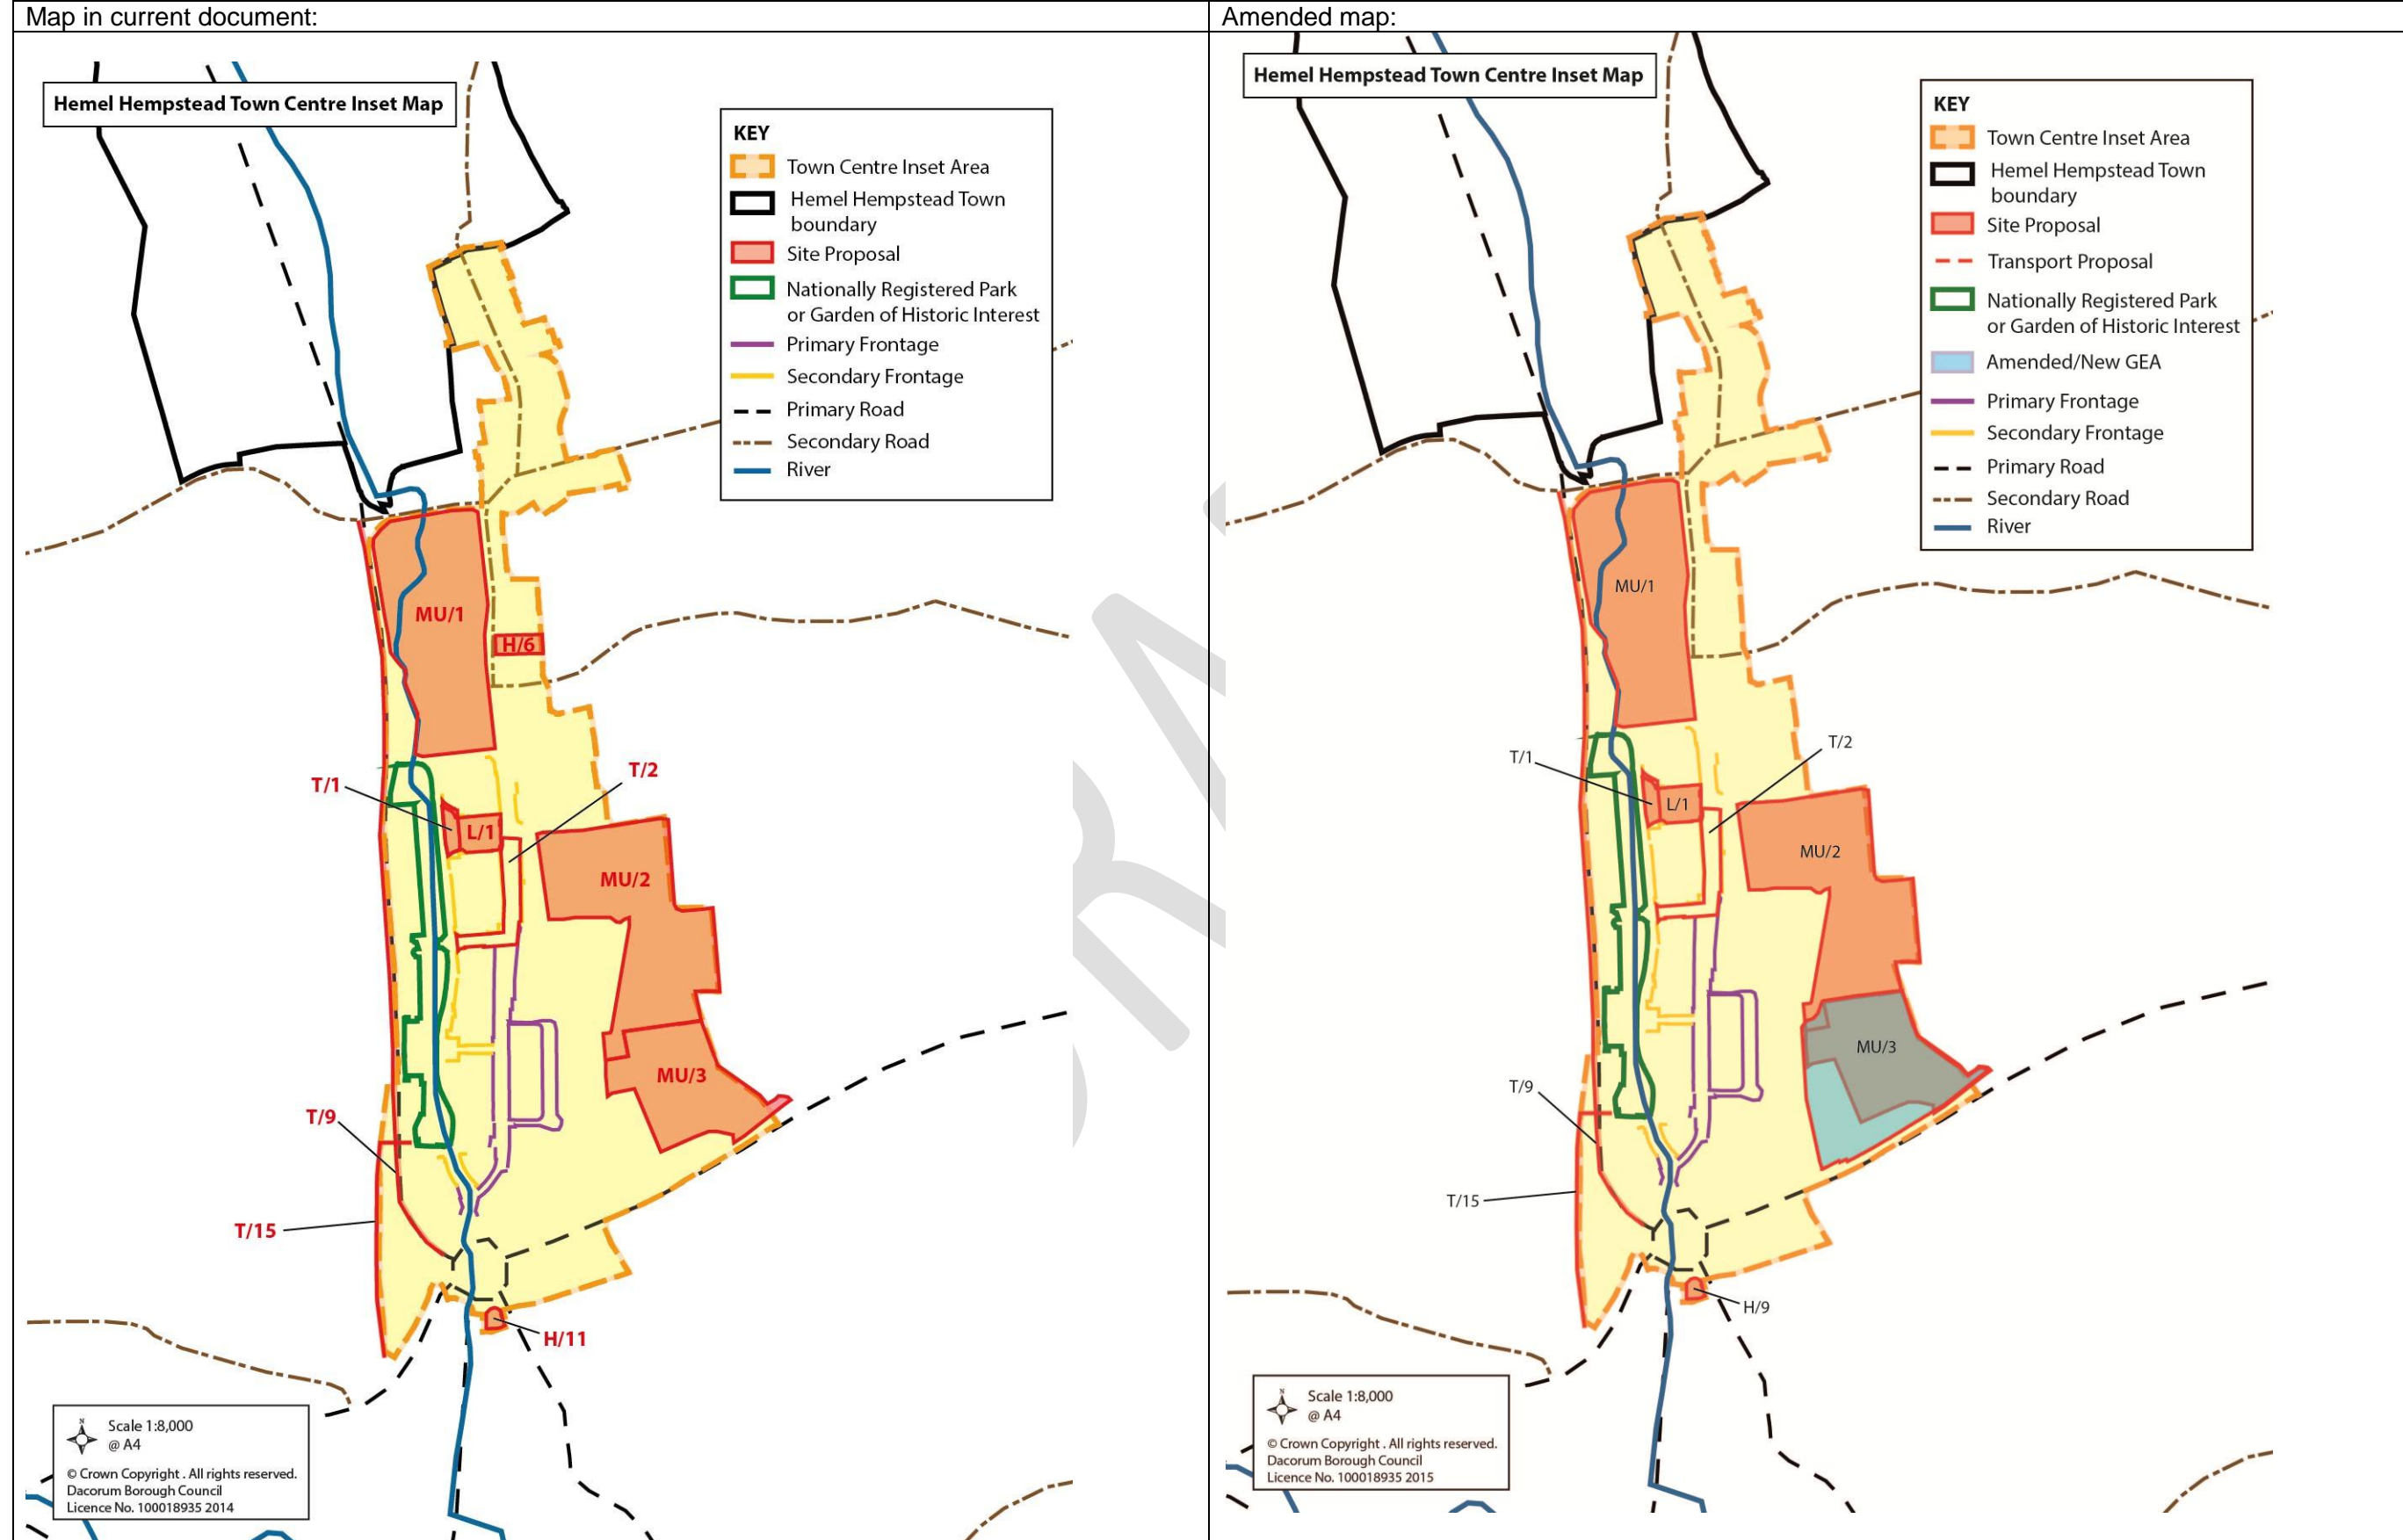 Map in current document:
Hemel Hempstead Town Centre Inset Map
KEY
Town Centre Inset Area
Hemel Hempstead Town
boundary
Site Proposal
Nationally Registered Park
or Garden of Historic Interest
Primary Frontage
Secondary Frontage
Primary Road
Secondary Road
River
MU/1
H/6
T/1
T/2
L/1
MU/2
MU/3
T/9
T/15
H/11
N
Scale 1:8,000
@ A4
© Crown Copyright . All rights reserved.
Dacorum Borough Council
Licence No. 100018935 2014
Amended map:
Hemel Hempstead Town Centre Inset Map
KEY
Town Centre Inset Area
Hemel Hempstead Town
boundary
Site Proposal
Transport Proposal
Nationally Registered Park
or Garden of Historic Interest
Amended/New GEA
Primary Frontage
Secondary Frontage
Primary Road
Secondary Road
River
MU/1
T/1
T/2
L/1
MU/2
MU/3
T/9
T/15
H/9
N
Scale 1:8,000
@ A4
© Crown Copyright . All rights reserved.
Dacorum Borough Council
Licence No. 100018935 2015